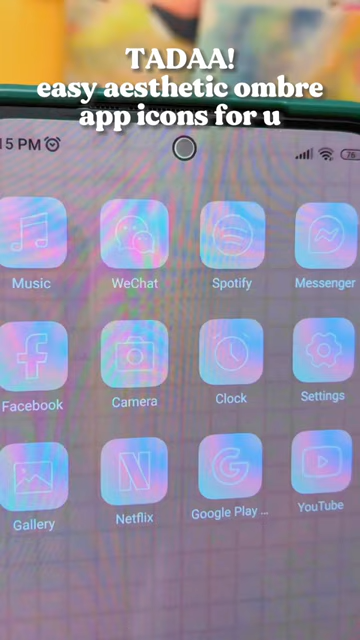 TADAA!
easy aesthetic ombre
app icons for u
15 PM
76
Music
WeChat
Spotify
Messenger
Facebook
Camera
Clock
Settings
Gallery
Netflix
Google Play ...
YouTube